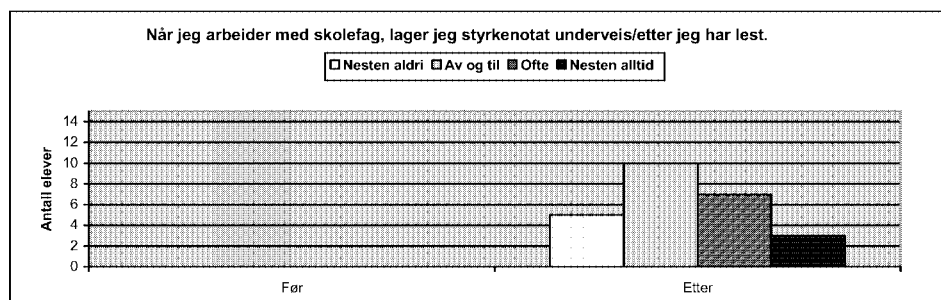 Når jeg arbeider med skolefag, lager jeg styrkenotat underveis/etter jeg har lest.
Nesten aldri Av og til Ofte Nesten alltid
Antall elever
14
12
10
8
6
4
2
0
Før Etter